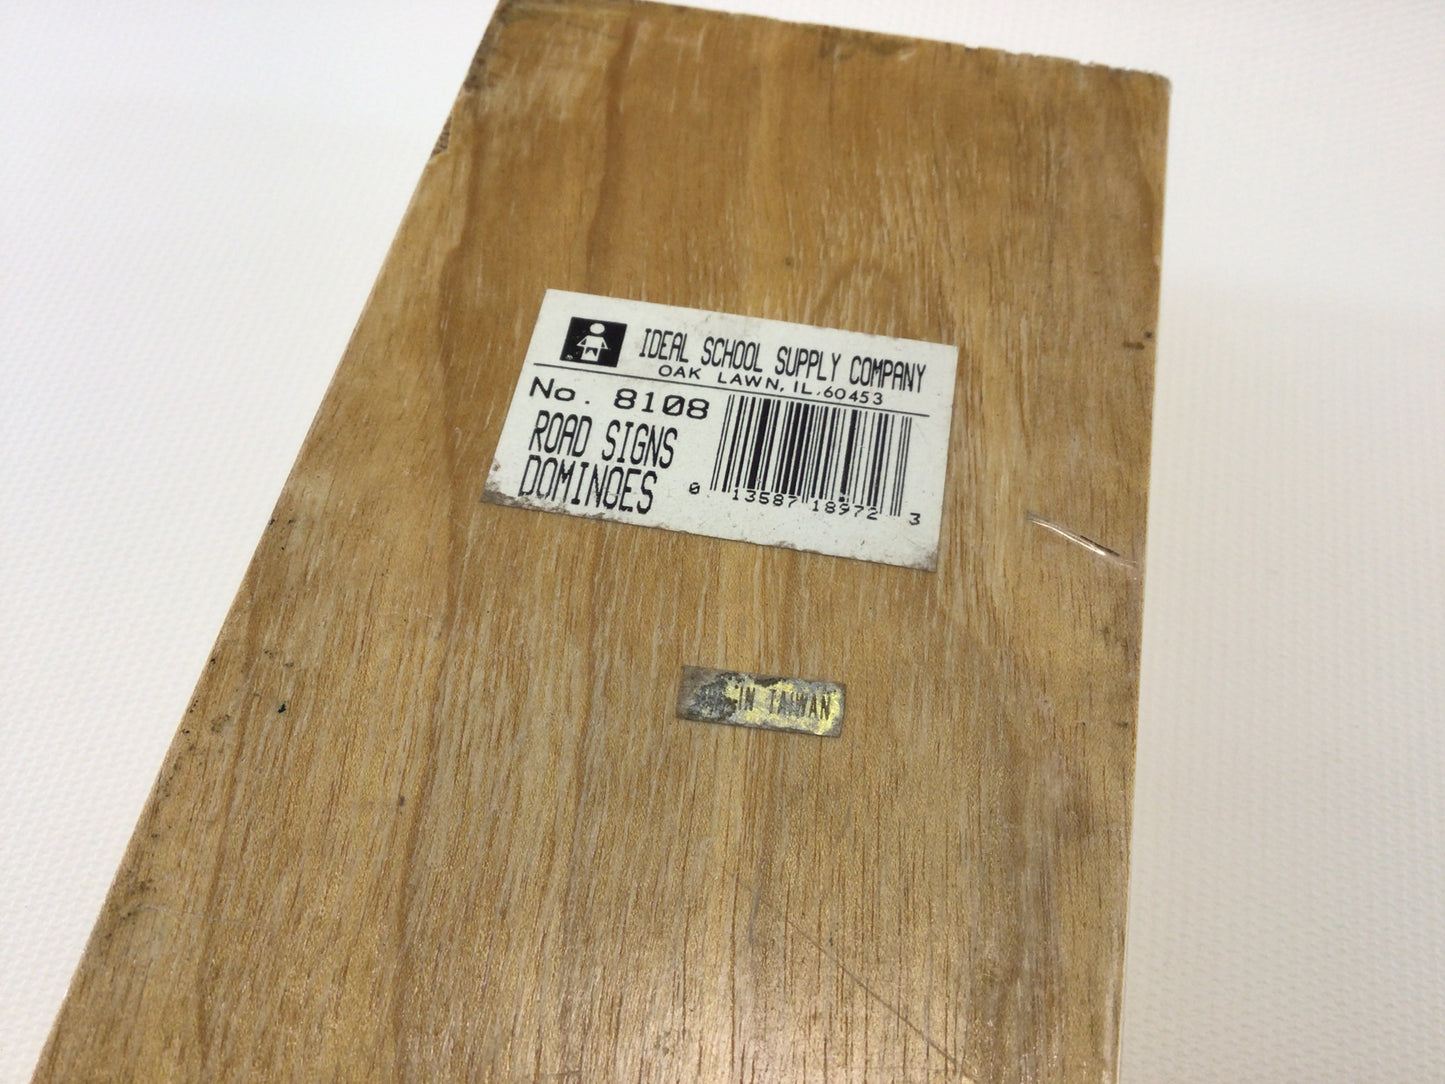 IDEAL SCHOOL SUPPLY COMPANY
OAK LAWN, IL, 60453
No. 8108
ROAD SIGNS
DOMINOES
0 13587 18972 3
IN TAIWAN